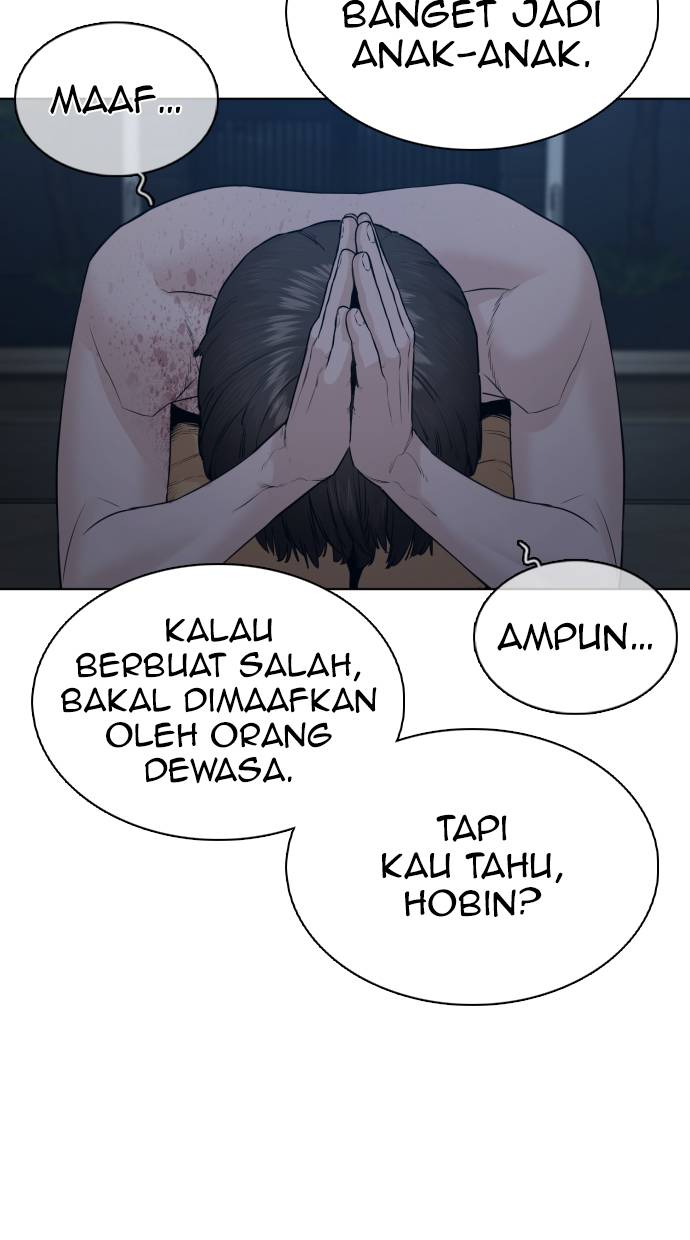 BANGET JADI
ANAK-ANAK.
MAAF...
KALAU
BERBUAT SALAH,
BAKAL DIMAAFKAN
OLEH ORANG
DEWASA.
AMPUN...
TAPI
KAU TAHU,
HOBIN?